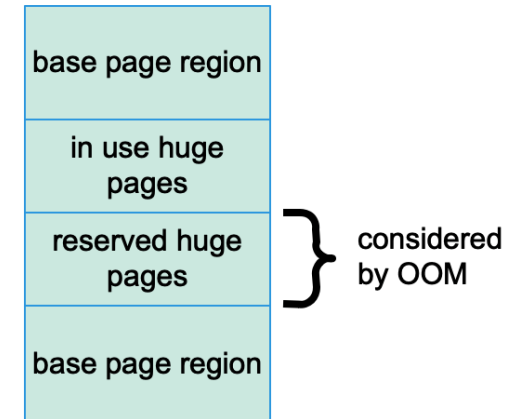 base page region
in use huge
pages
reserved huge
pages
considered
by OOM
base page region